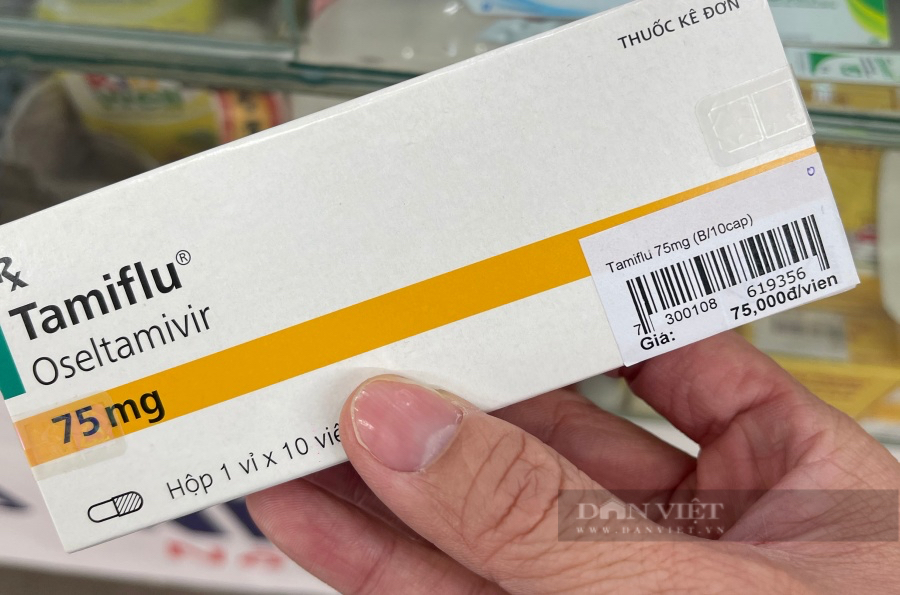 THUỐC KÊ ĐƠN
Rx
Tamiflu®
Oseltamivir
75 mg
Hộp 1 vỉ x 10 viê
Tamiflu 75mg (B/10cap)
7 300108 619356
Giá: 75,000đ/vien
DÂN VIỆT
WWW.DANVIET.VN